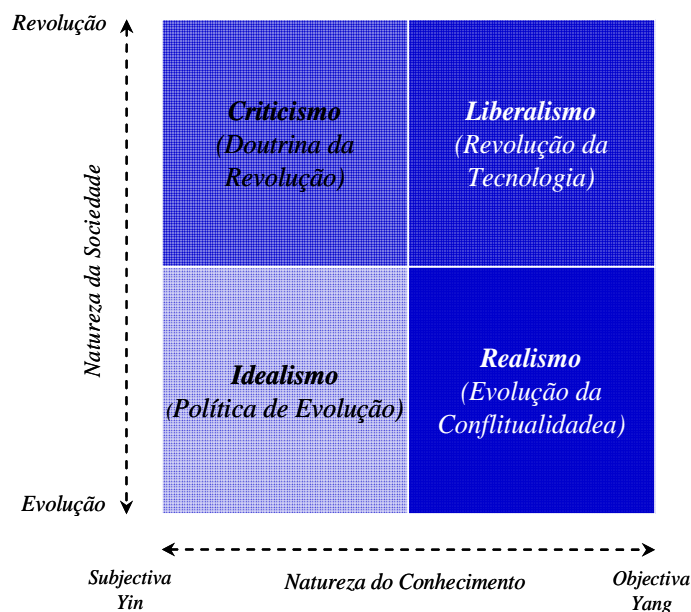 Revolução
Natureza da Sociedade
Evolução
Criticismo
(Doutrina da
Revolução)
Liberalismo
(Revolução da
Tecnologia)
Idealismo
(Política de Evolução)
Realismo
(Evolução da
Conflitualidadea)
Subjectiva
Yin
Natureza do Conhecimento
Objectiva
Yang